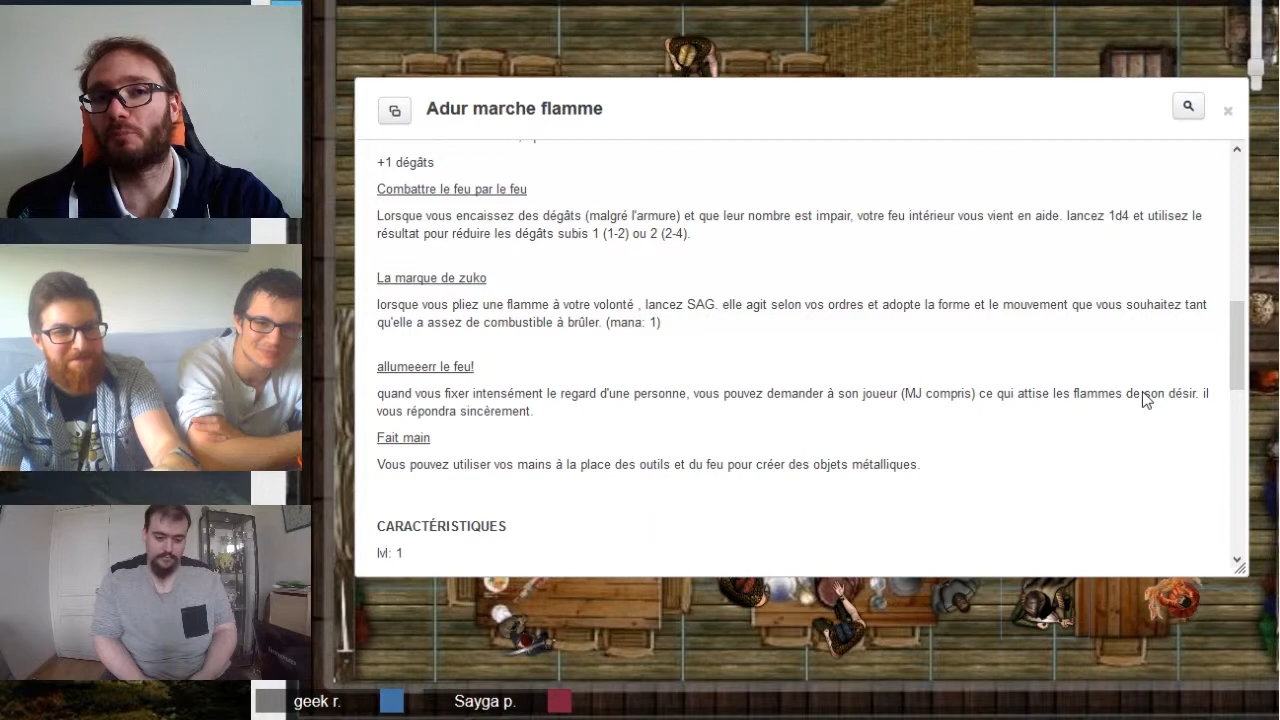 Adur marche flamme
+1 dégâts
Combattre le feu par le feu
Lorsque vous encaissez des dégâts (malgré l'armure) et que leur nombre est impair, votre feu intérieur vous vient en aide. lancez 1d4 et utilisez le
résultat pour réduire les dégâts subis 1 (1-2) ou 2 (2-4).
La marque de zuko
lorsque vous pliez une flamme à votre volonté , lancez SAG. elle agit selon vos ordres et adopte la forme et le mouvement que vous souhaitez tant
qu'elle a assez de combustible à brûler. (mana: 1)
allumeeerr le feu!
quand vous fixer intensément le regard d'une personne, vous pouvez demander à son joueur (MJ compris) ce qui attise les flammes de son désir. il
vous répondra sincèrement.
Fait main
Vous pouvez utiliser vos mains à la place des outils et du feu pour créer des objets métalliques.
CARACTÉRISTIQUES
lvl: 1
geek r.
Sayga p.